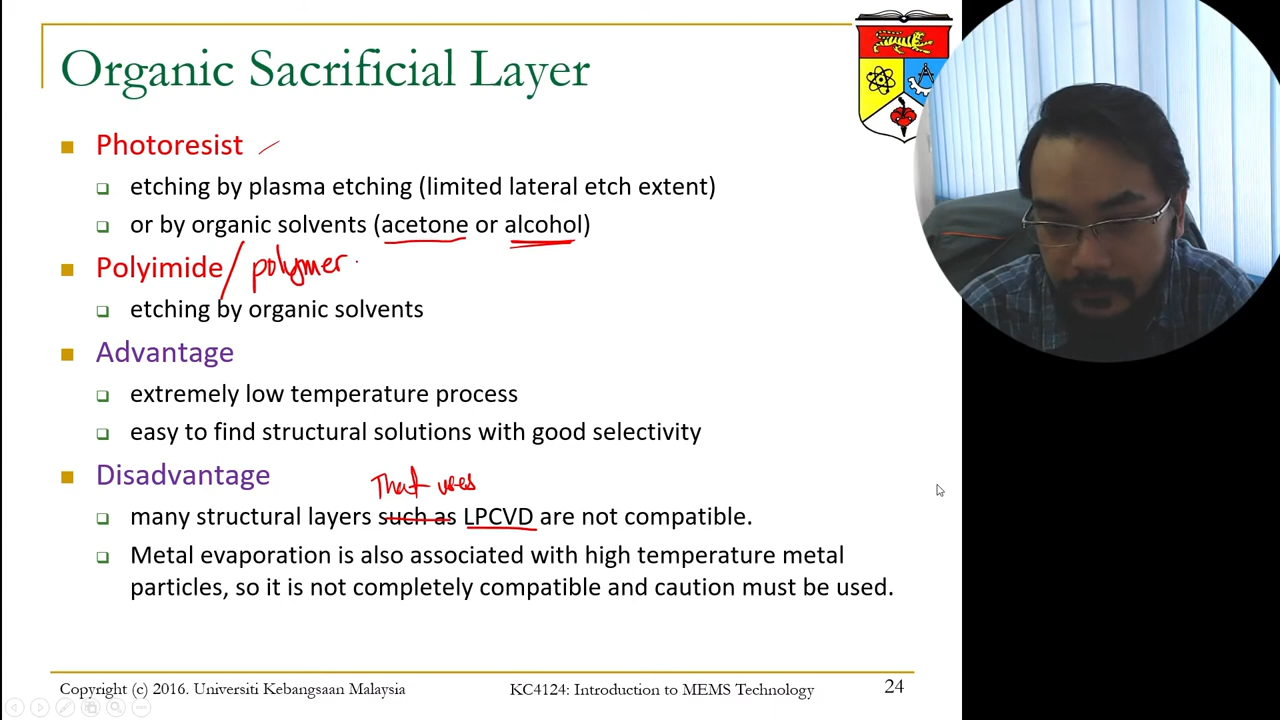 Organic Sacrificial Layer
Photoresist
etching by plasma etching (limited lateral etch extent)
or by organic solvents (acetone or alcohol)
Polyimide / polymer.
etching by organic solvents
Advantage
extremely low temperature process
easy to find structural solutions with good selectivity
Disadvantage
That uses
many structural layers such as LPCVD are not compatible.
Metal evaporation is also associated with high temperature metal
particles, so it is not completely compatible and caution must be used.
Copyright (c) 2016. Universiti Kebangsaan Malaysia
KC4124: Introduction to MEMS Technology
24